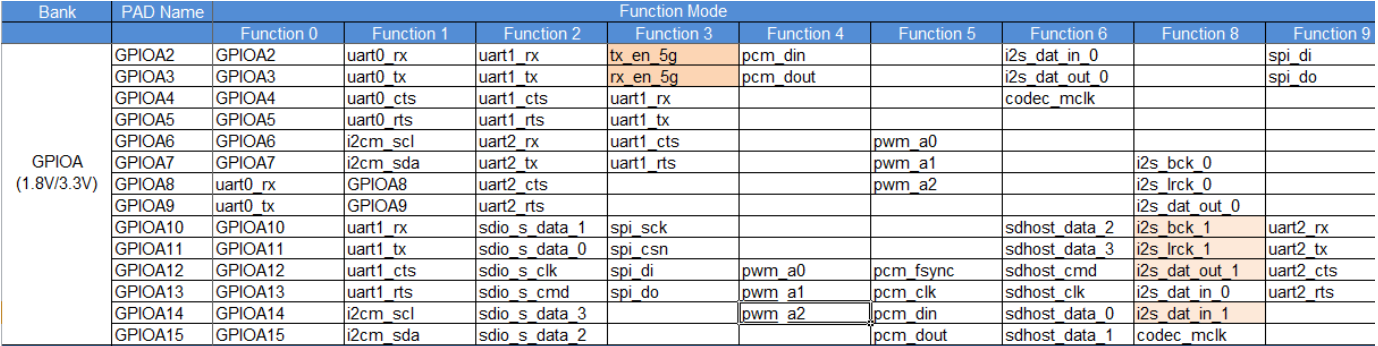 Bank PAD Name Function Mode
Function 0 Function 1 Function 2 Function 3 Function 4 Function 5 Function 6 Function 8 Function 9
GPIOA2 GPIOA2 uart0_rx uart1_rx tx_en_5g pcm_din i2s_dat_in_0 spi_di
GPIOA3 GPIOA3 uart0_tx uart1_tx rx_en_5g pcm_dout i2s_dat_out_0 spi_do
GPIOA4 GPIOA4 uart0_cts uart1_cts uart1_rx codec_mclk
GPIOA5 GPIOA5 uart0_rts uart1_rts uart1_tx
GPIOA6 GPIOA6 i2cm_scl uart2_rx uart1_cts pwm_a0
GPIOA GPIOA7 GPIOA7 i2cm_sda uart2_tx uart1_rts pwm_a1 i2s_bck_0
(1.8V/3.3V) GPIOA8 uart0_rx GPIOA8 uart2_cts pwm_a2 i2s_lrck_0
GPIOA9 uart0_tx GPIOA9 uart2_rts i2s_dat_out_0
GPIOA10 GPIOA10 uart1_rx sdio_s_data_1 spi_sck sdhost_data_2 i2s_bck_1 uart2_rx
GPIOA11 GPIOA11 uart1_tx sdio_s_data_0 spi_csn sdhost_data_3 i2s_lrck_1 uart2_tx
GPIOA12 GPIOA12 uart1_cts sdio_s_clk spi_di pwm_a0 pcm_fsync sdhost_cmd i2s_dat_out_1 uart2_cts
GPIOA13 GPIOA13 uart1_rts sdio_s_cmd spi_do pwm_a1 pcm_clk sdhost_clk i2s_dat_in_0 uart2_rts
GPIOA14 GPIOA14 i2cm_scl sdio_s_data_3 pwm_a2 pcm_din sdhost_data_0 i2s_dat_in_1
GPIOA15 GPIOA15 i2cm_sda sdio_s_data_2 pcm_dout sdhost_data_1 codec_mclk